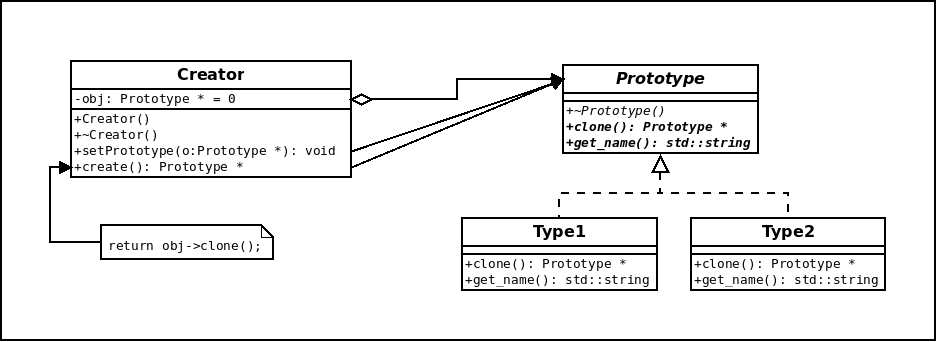 Creator
-obj: Prototype * = 0
+Creator()
+~Creator()
+setPrototype(o:Prototype *): void
+create(): Prototype *
return obj->clone();
Prototype
+~Prototype()
+clone(): Prototype *
+get_name(): std::string
Type1
+clone(): Prototype *
+get_name(): std::string
Type2
+clone(): Prototype *
+get_name(): std::string